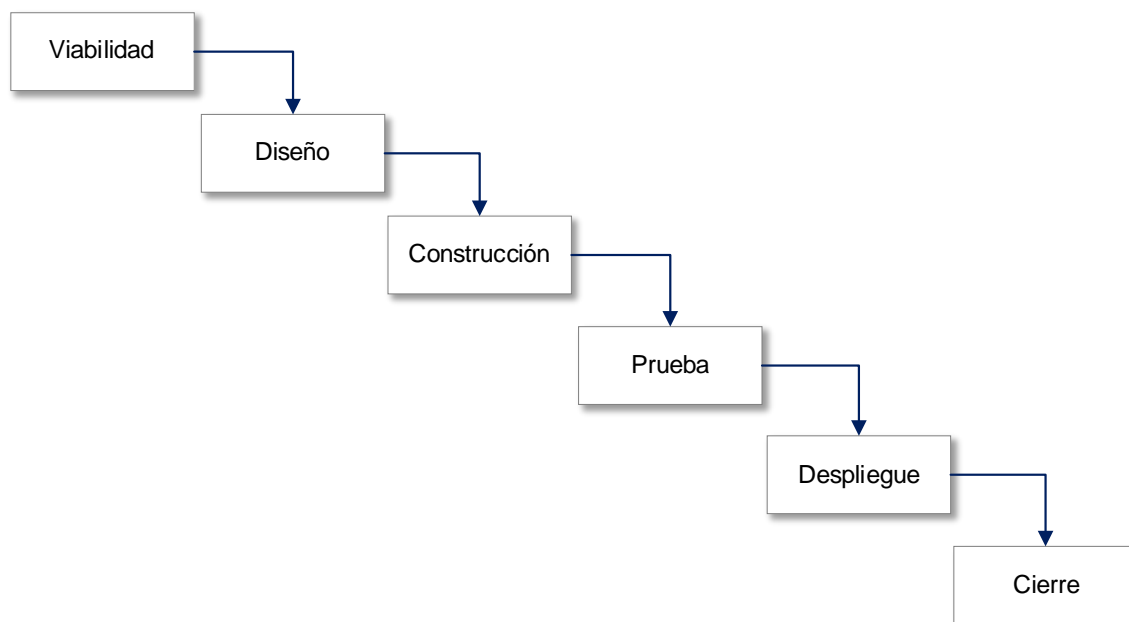 Viabilidad
Diseño
Construcción
Prueba
Despliegue
Cierre